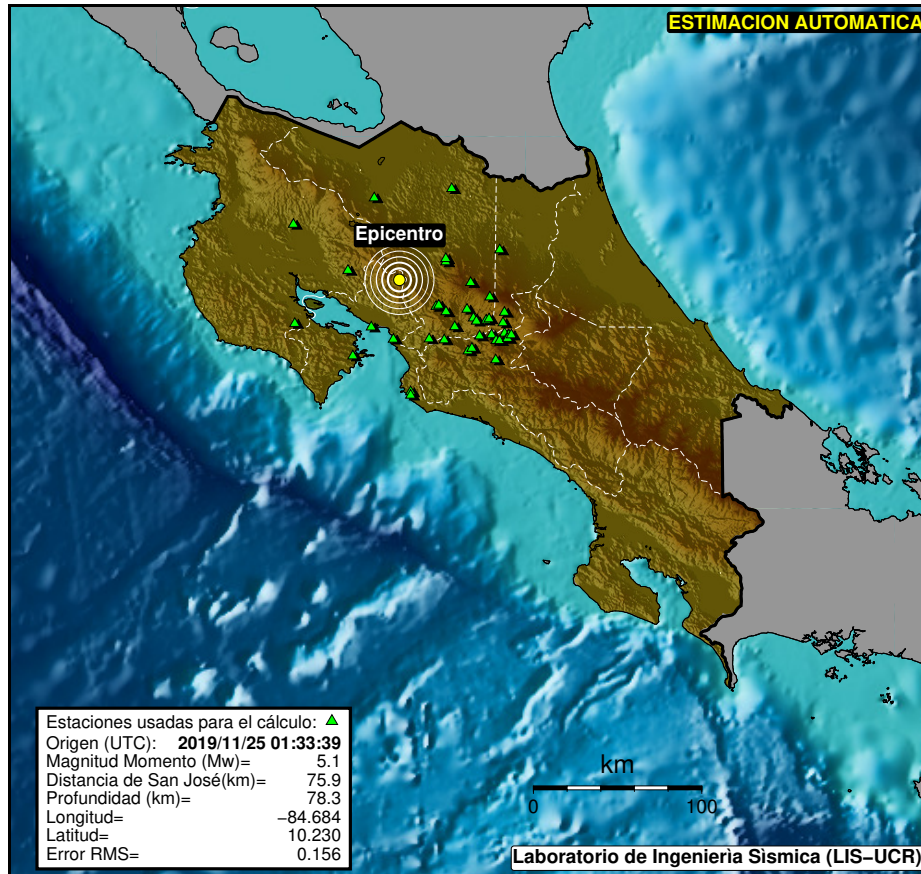 ESTIMACION AUTOMATICA
Epicentro
Estaciones usadas para el cálculo:
Origen (UTC): 2019/11/25 01:33:39
Magnitud Momento (Mw)= 5.1
Distancia de San José(km)= 75.9
Profundidad (km)= 78.3
Longitud= −84.684
Latitud= 10.230
Error RMS= 0.156
km
0 100
Laboratorio de Ingenierìa Sìsmica (LIS−UCR)